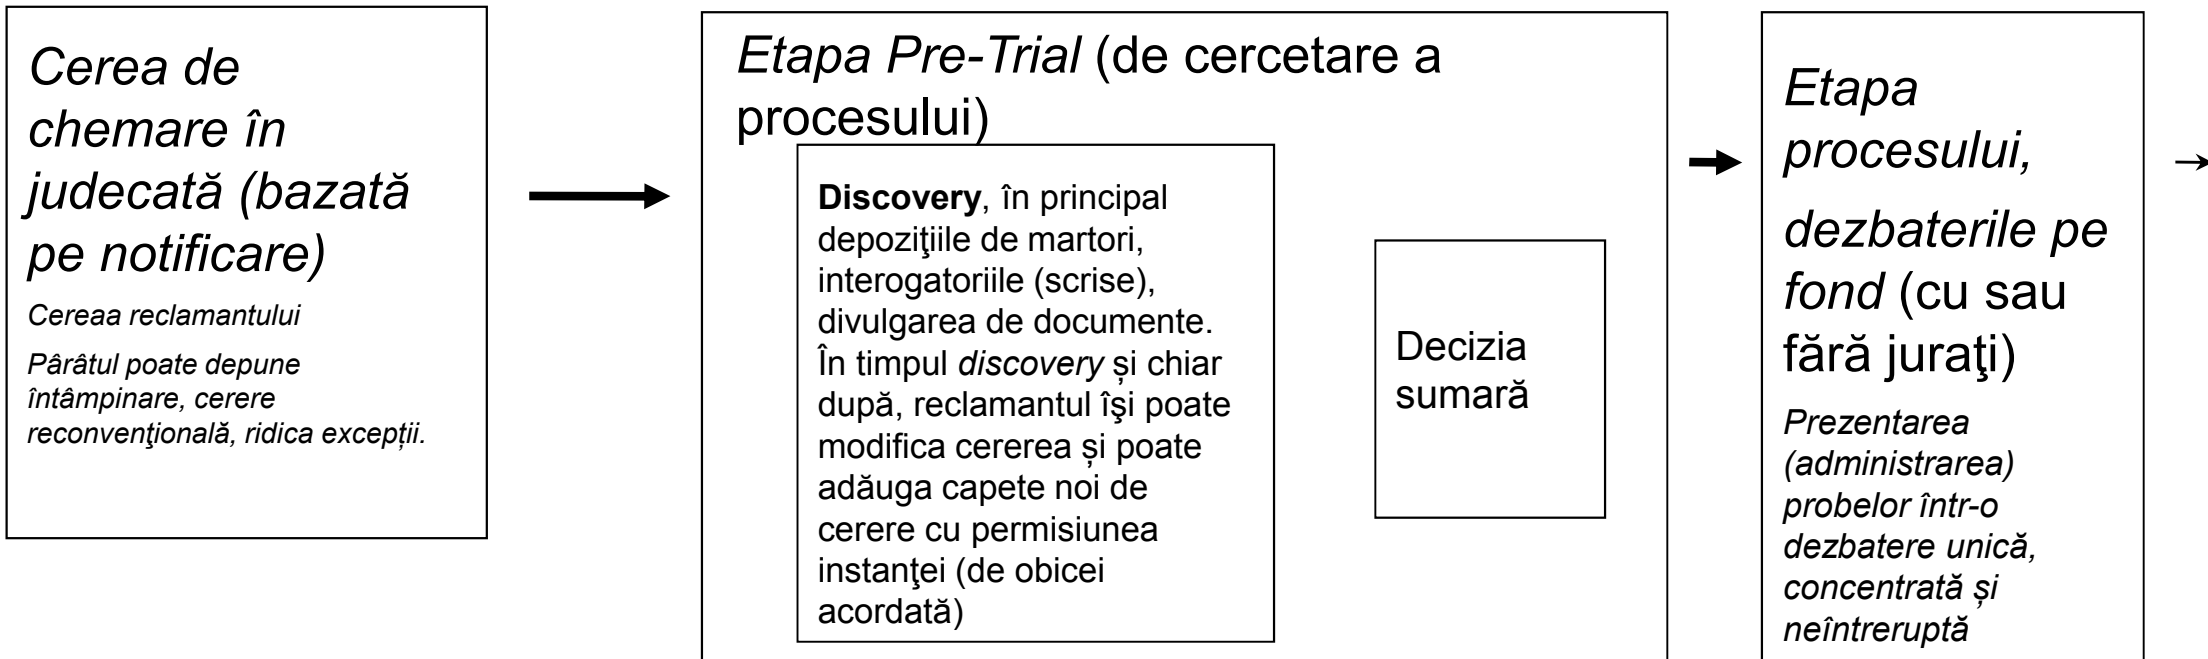 Cerea de
chemare în
judecată (bazată
pe notificare)
Cereaa reclamantului
Pârâtul poate depune
întâmpinare, cerere
reconvenţională, ridica excepții.
Etapa Pre-Trial (de cercetare a
procesului)
Discovery, în principal
depoziţiile de martori,
interogatoriile (scrise),
divulgarea de documente.
În timpul discovery și chiar
după, reclamantul îşi poate
modifica cererea și poate
adăuga capete noi de
cerere cu permisiunea
instanţei (de obicei
acordată)
Decizia
sumară
Etapa
procesului,
dezbaterile pe
fond (cu sau
fără juraţi)
Prezentarea
(administrarea)
probelor într-o
dezbatere unică,
concentrată și
neîntreruptă